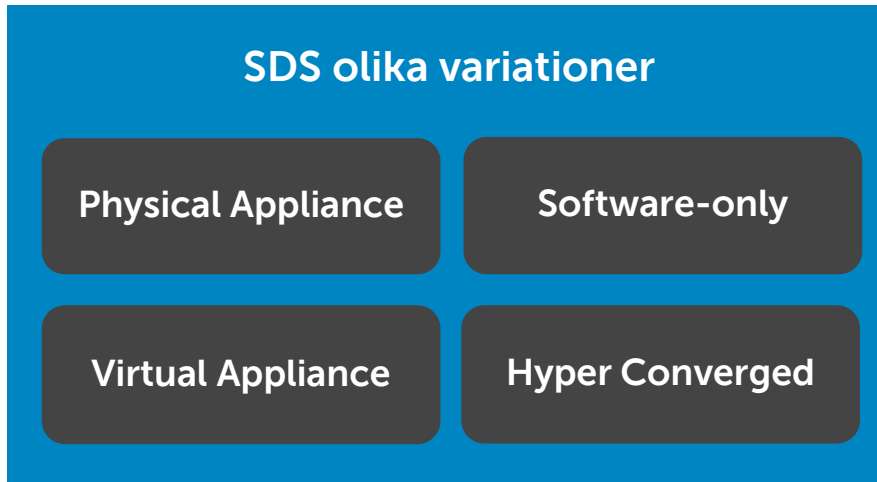 SDS olika variationer
Physical Appliance
Software-only
Virtual Appliance
Hyper Converged